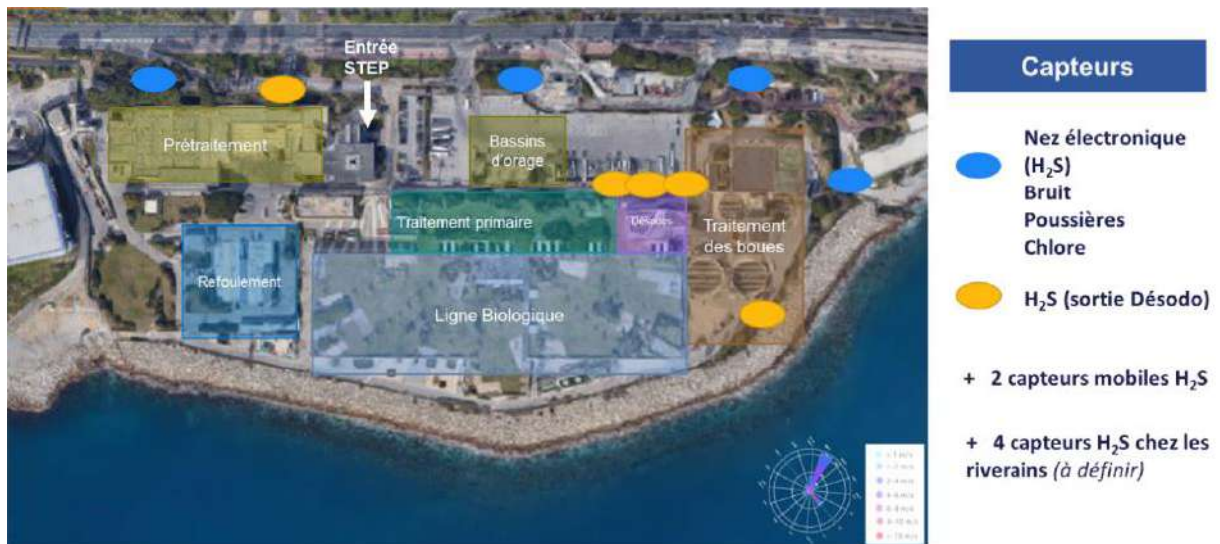 Entrée
STEP
Prétraitement
Bassins
d'orage
Traitement primaire
Désodo
Traitement
des boues
Refoulement
Ligne Biologique
Capteurs
Nez électronique
(H₂S)
Bruit
Poussières
Chlore
H₂S (sortie Désodo)
+ 2 capteurs mobiles H₂S
+ 4 capteurs H₂S chez les
riverains (à définir)